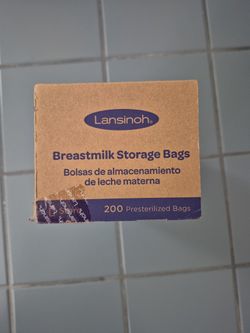 Lansinoh®
Breastmilk Storage Bags
Bolsas de almacenamiento
de leche materna
200 Presterilized Bags